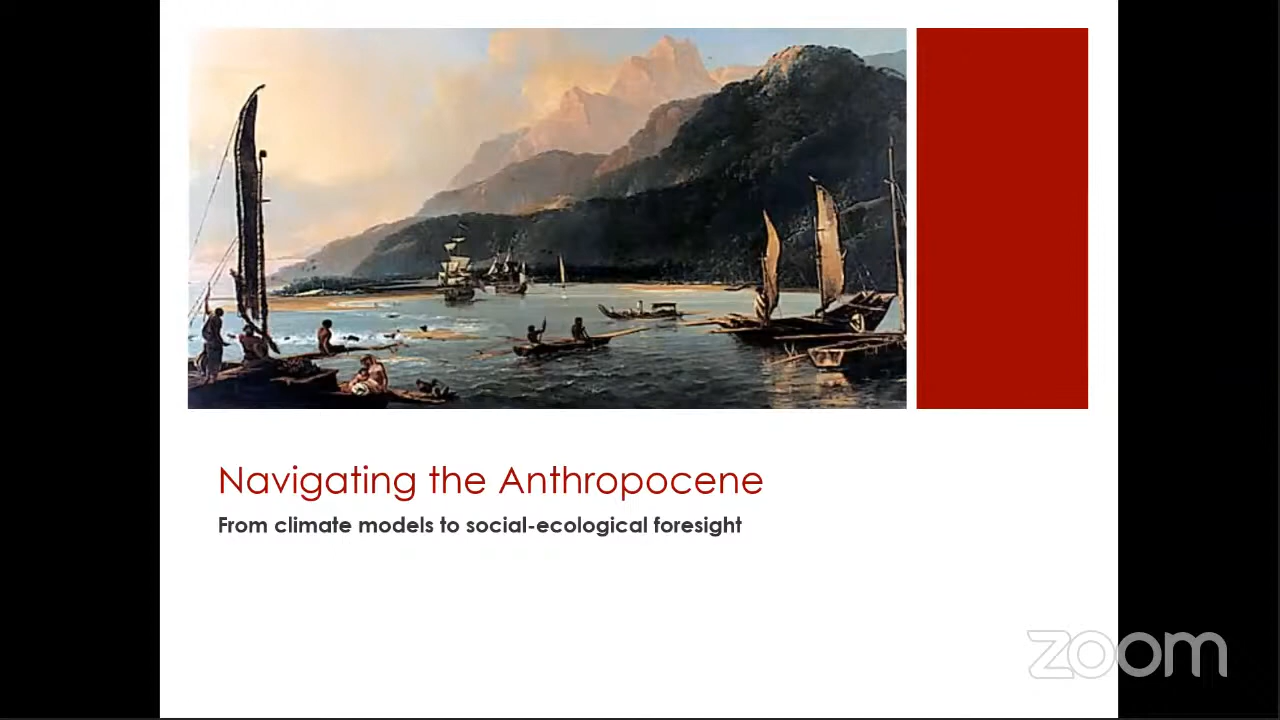 Navigating the Anthropocene
From climate models to social-ecological foresight
zoom